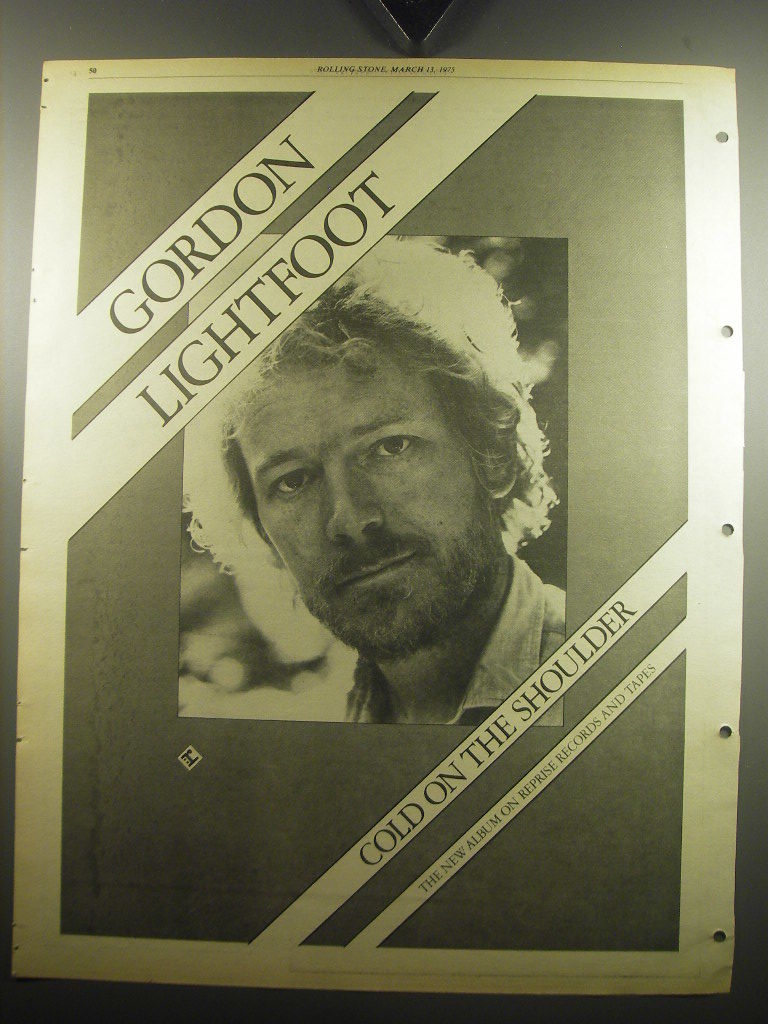 50
ROLLING STONE, MARCH 13, 1975
GORDON
LIGHTFOOT
COLD ON THE SHOULDER
THE NEW ALBUM ON REPRISE RECORDS AND TAPES
r: